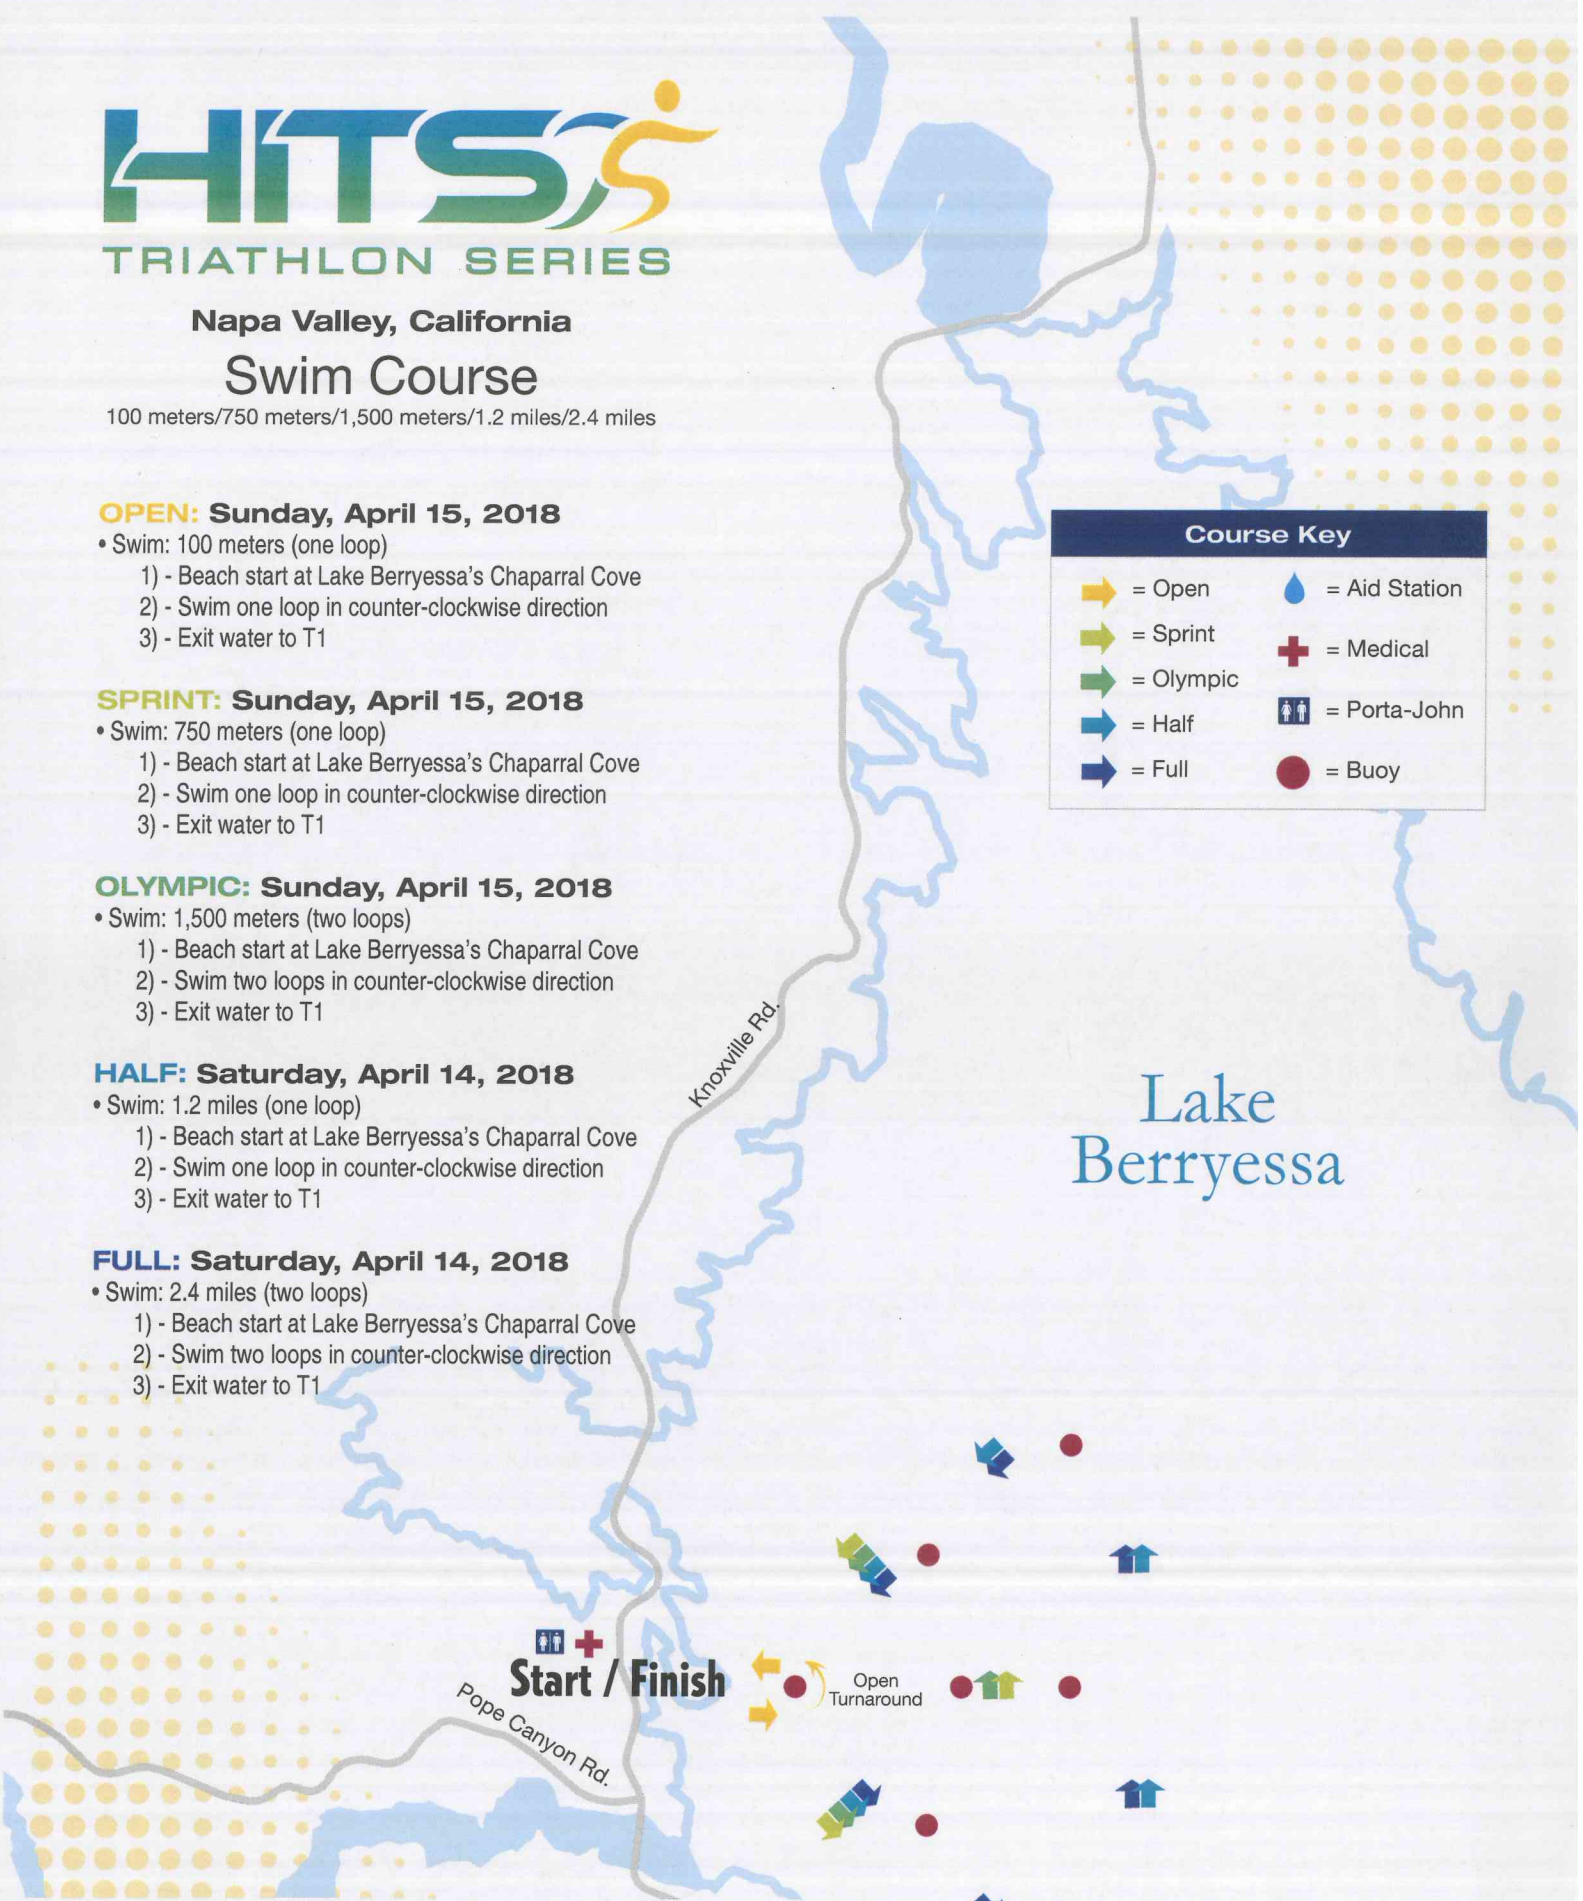 HITS
TRIATHLON SERIES
Napa Valley, California
Swim Course
100 meters/750 meters/1,500 meters/1.2 miles/2.4 miles
OPEN: Sunday, April 15, 2018
• Swim: 100 meters (one loop)
1) - Beach start at Lake Berryessa's Chaparral Cove
2) - Swim one loop in counter-clockwise direction
3) - Exit water to T1
SPRINT: Sunday, April 15, 2018
• Swim: 750 meters (one loop)
1) - Beach start at Lake Berryessa's Chaparral Cove
2) - Swim one loop in counter-clockwise direction
3) - Exit water to T1
OLYMPIC: Sunday, April 15, 2018
• Swim: 1,500 meters (two loops)
1) - Beach start at Lake Berryessa's Chaparral Cove
2) - Swim two loops in counter-clockwise direction
3) - Exit water to T1
HALF: Saturday, April 14, 2018
• Swim: 1.2 miles (one loop)
1) - Beach start at Lake Berryessa's Chaparral Cove
2) - Swim one loop in counter-clockwise direction
3) - Exit water to T1
FULL: Saturday, April 14, 2018
• Swim: 2.4 miles (two loops)
1) - Beach start at Lake Berryessa's Chaparral Cove
2) - Swim two loops in counter-clockwise direction
3) - Exit water to T1
Course Key
= Open
= Sprint
= Olympic
= Half
= Full
= Aid Station
= Medical
= Porta-John
= Buoy
Knoxville Rd.
Lake
Berryessa
Start / Finish
Open
Turnaround
Pope Canyon Rd.